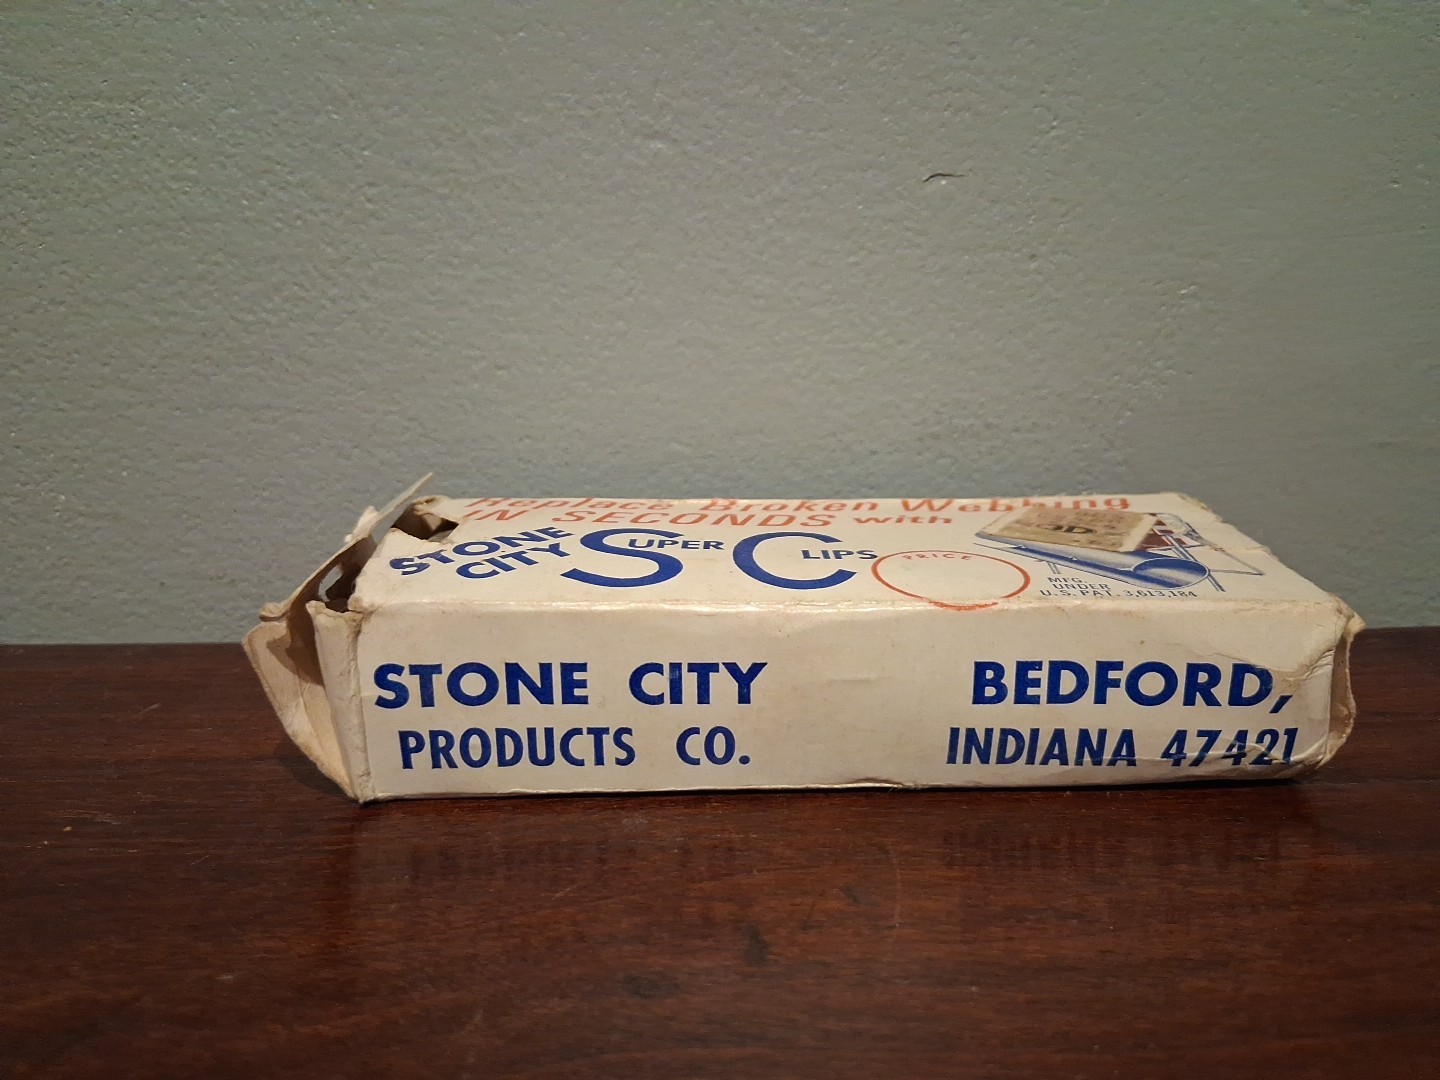 Replace Broken Webbing
IN SECONDS with
STONE CITY SUPER CLIPS
PRICE
3D.
MFG.
UNDER
U.S. PAT. 3,613,184
STONE CITY BEDFORD,
PRODUCTS CO. INDIANA 47421